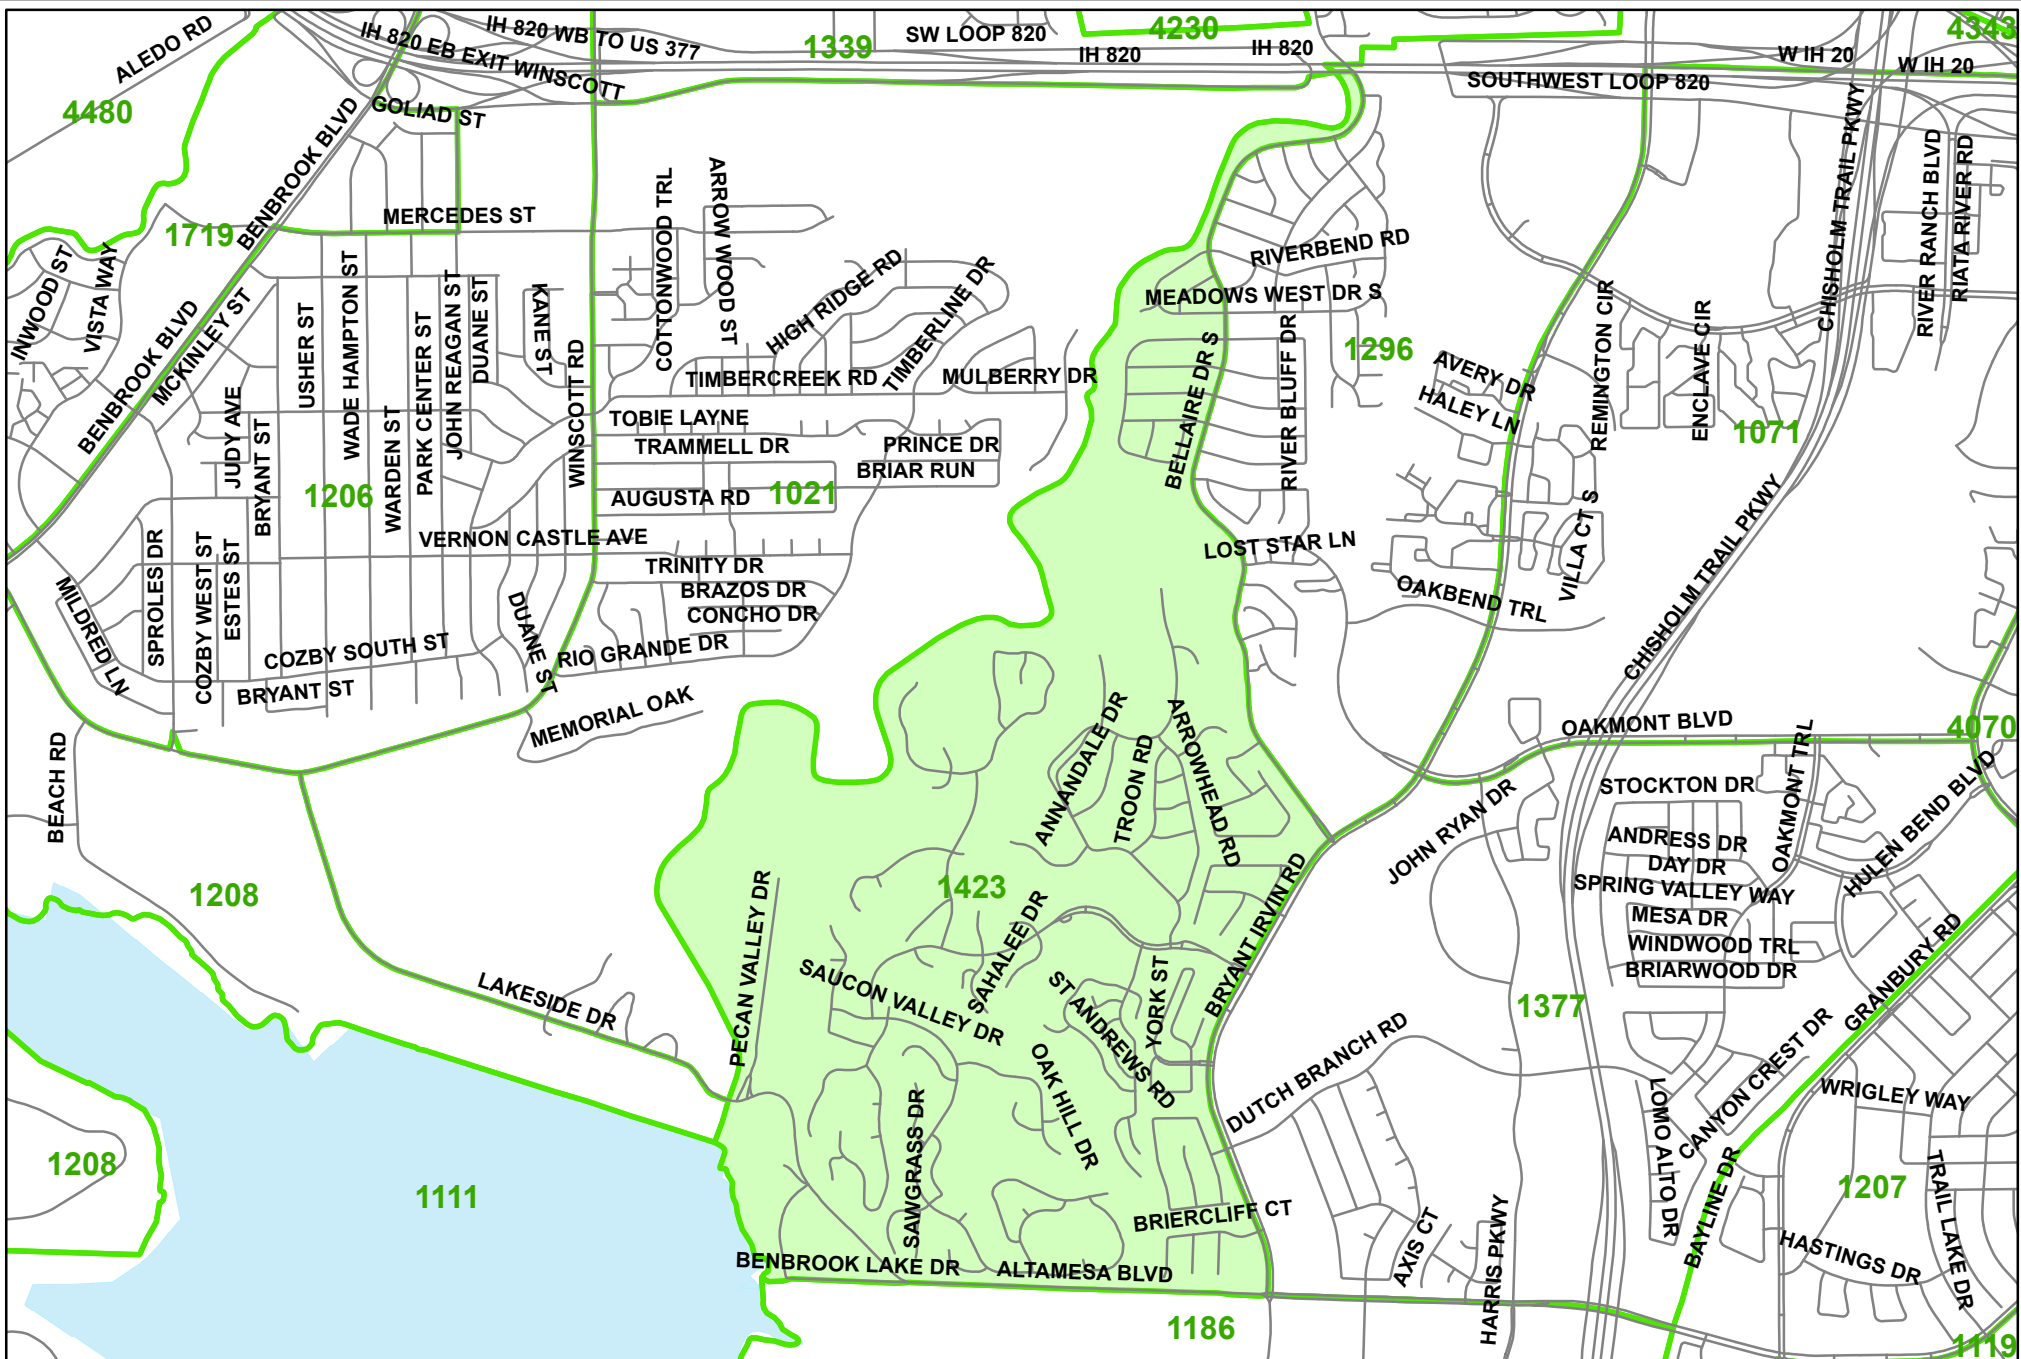 ALEDO RD
IH 820 WB TO US 377
IH 820 EB EXIT WINSCOTT
1339
SW LOOP 820
4230
IH 820
IH 820
4343
W IH 20
W IH 20
SOUTHWEST LOOP 820
4480
GOLIAD ST
BENBROOK BLVD
CHISHOLM TRAIL PKWY
RIVER RANCH BLVD
RIATA RIVER RD
COTTONWOOD TRL
ARROW WOOD ST
MERCEDES ST
1719
RIVERBEND RD
MEADOWS WEST DR S
INWOOD ST
VISTA WAY
BENBROOK BLVD
MCKINLEY ST
USHER ST
WADE HAMPTON ST
PARK CENTER ST
JOHN REAGAN ST
DUANE ST
KANE ST
WINSCOTT RD
HIGH RIDGE RD
TIMBERLINE DR
TIMBERCREEK RD
MULBERRY DR
BELLAIRE DR S
RIVER BLUFF DR
1296
AVERY DR
HALEY LN
REMINGTON CIR
ENCLAVE CIR
1071
JUDY AVE
BRYANT ST
WARDEN ST
1206
TOBIE LAYNE
TRAMMELL DR
PRINCE DR
BRIAR RUN
AUGUSTA RD
1021
VERNON CASTLE AVE
TRINITY DR
BRAZOS DR
CONCHO DR
RIO GRANDE DR
LOST STAR LN
OAKBEND TRL
VILLA CT S
CHISHOLM TRAIL PKWY
MILDRED LN
SPROLES DR
COZBY WEST ST
ESTES ST
COZBY SOUTH ST
BRYANT ST
DUANE ST
MEMORIAL OAK
BEACH RD
ANNANDALE DR
TROON RD
ARROWHEAD RD
OAKMONT BLVD
OAKMONT TRL
4070
STOCKTON DR
JOHN RYAN DR
HULEN BEND BLVD
ANDRESS DR
DAY DR
SPRING VALLEY WAY
MESA DR
WINDWOOD TRL
BRIARWOOD DR
GRANBURY RD
1208
1423
PECAN VALLEY DR
SAHALEE DR
SAUCON VALLEY DR
ST ANDREWS RD
YORK ST
BRYANT IRVIN RD
1377
LAKESIDE DR
OAK HILL DR
DUTCH BRANCH RD
CANYON CREST DR
LOMO ALTO DR
WRIGLEY WAY
1208
1111
SAWGRASS DR
BRIERCLIFF CT
BAYLINE DR
1207
TRAIL LAKE DR
HASTINGS DR
BENBROOK LAKE DR
ALTAMESA BLVD
AXIS CT
HARRIS PKWY
1186
1119